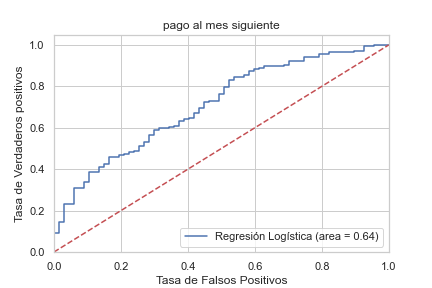 pago al mes siguiente
Tasa de Verdaderos positivos
1.0
0.8
0.6
0.4
0.2
0.0
Regresión Logística (area = 0.64)
0.0 0.2 0.4 0.6 0.8 1.0
Tasa de Falsos Positivos